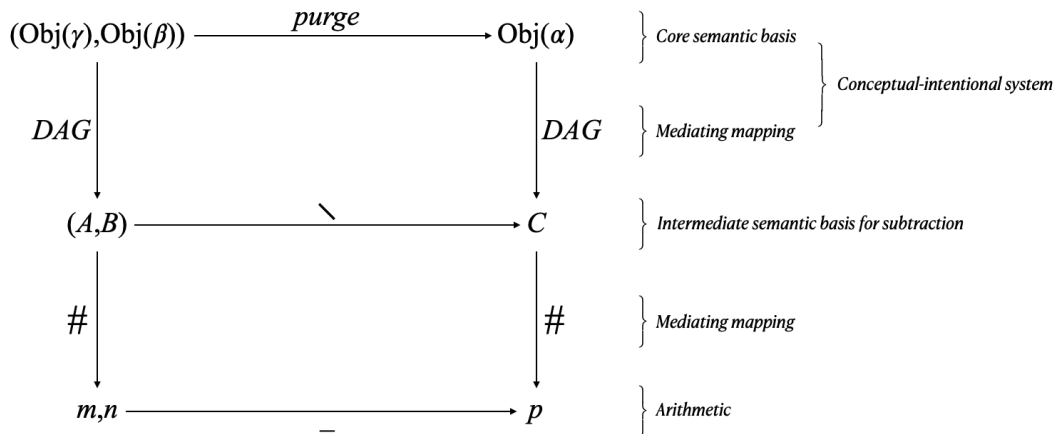 (Obj(γ),Obj(β)) purge Obj(α) Core semantic basis
Conceptual-intentional system
DAG DAG Mediating mapping
(A,B) \ C Intermediate semantic basis for subtraction
# # Mediating mapping
m,n − p Arithmetic